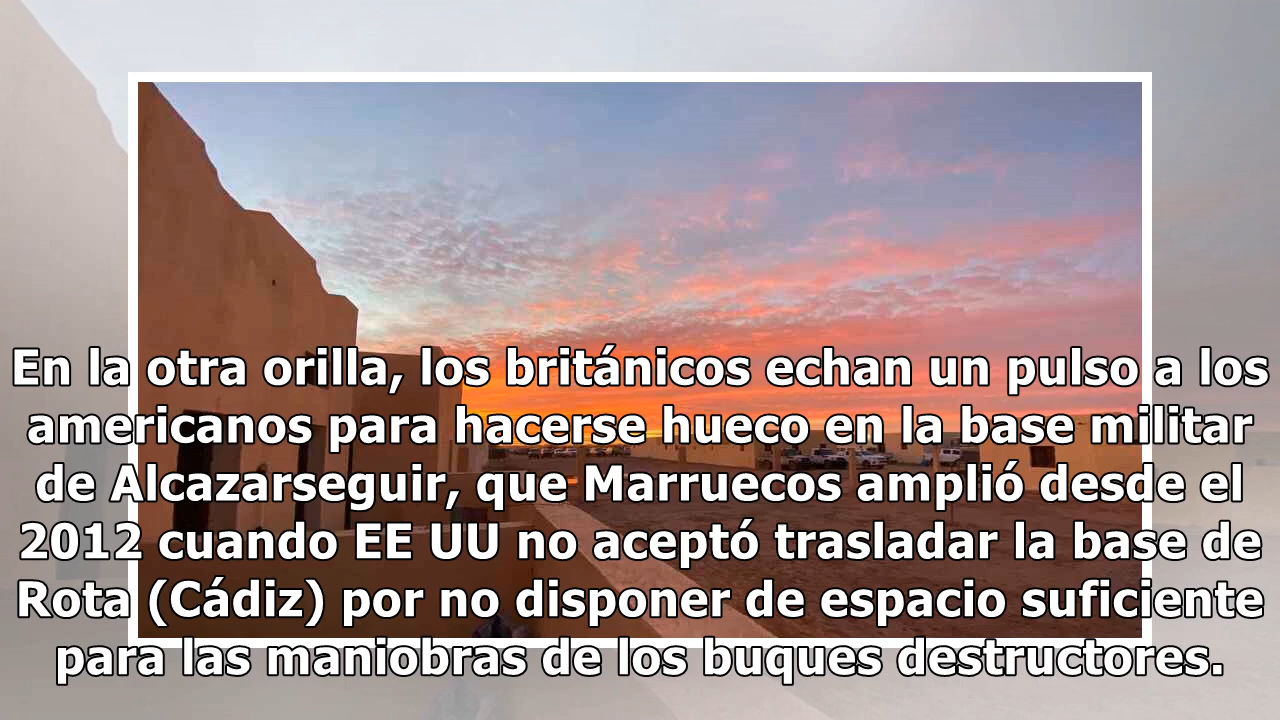 En la otra orilla, los británicos echan un pulso a los
americanos para hacerse hueco en la base militar
de Alcazarseguir, que Marruecos amplió desde el
2012 cuando EE UU no aceptó trasladar la base de
Rota (Cádiz) por no disponer de espacio suficiente
para las maniobras de los buques destructores.